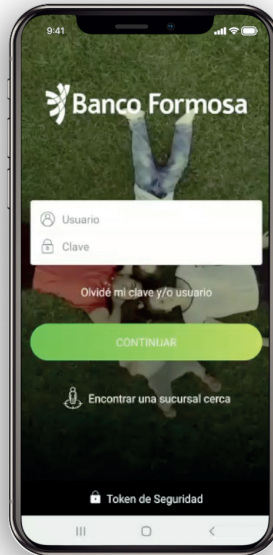 9:41
Banco Formosa
Usuario
Clave
Olvidé mi clave y/o usuario
CONTINUAR
Encontrar una sucursal cerca
Token de Seguridad